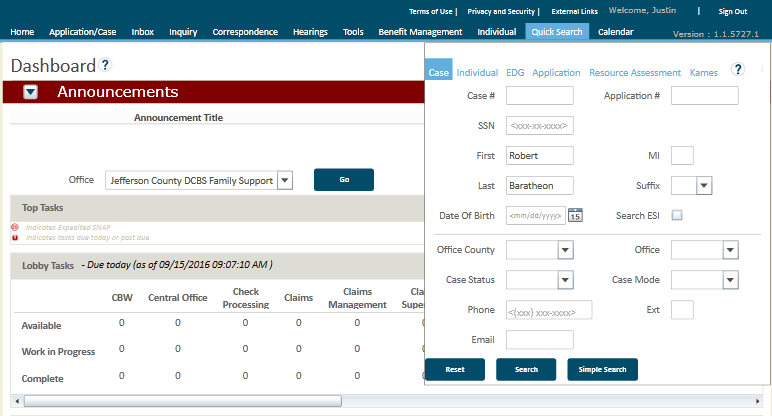 Terms of Use | Privacy and Security | External Links Welcome, Justin | Sign Out
Home Application/Case Inbox Inquiry Correspondence Hearings Tools Benefit Management Individual Quick Search Calendar Version : 1.1.5727.1
Dashboard ?
Announcements
Announcement Title
Office Jefferson County DCBS Family Support Go
Top Tasks
Indicates Expedited SNAP
Indicates tasks due today or past due
Lobby Tasks - Due today (as of 09/15/2016 09:07:10 AM )
CBW Central Office Check Processing Claims Claims Management Cla Super
Available 0 0 0 0 0 0
Work in Progress 0 0 0 0 0 0
Complete 0 0 0 0 0 0
Case Individual EDG Application Resource Assessment Kames ?
Case # Application #
SSN <xxx-xx-xxxx>
First Robert MI
Last Baratheon Suffix
Date Of Birth <mm/dd/yyyy> 15 Search ESI
Office County Office
Case Status Case Mode
Phone <(xxx) xxx-xxxx> Ext
Email
Reset Search Simple Search